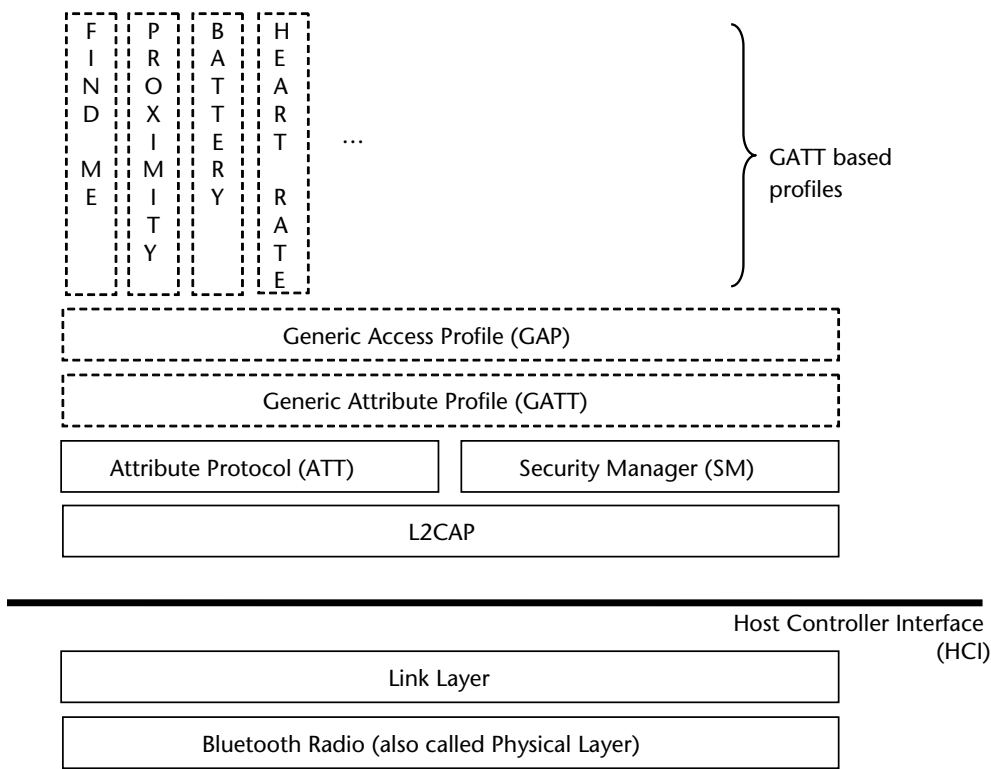 FIND ME
PROXIMITY
BATTERY
HEART RATE
...
GATT based
profiles
Generic Access Profile (GAP)
Generic Attribute Profile (GATT)
Attribute Protocol (ATT)
Security Manager (SM)
L2CAP
Host Controller Interface
(HCI)
Link Layer
Bluetooth Radio (also called Physical Layer)